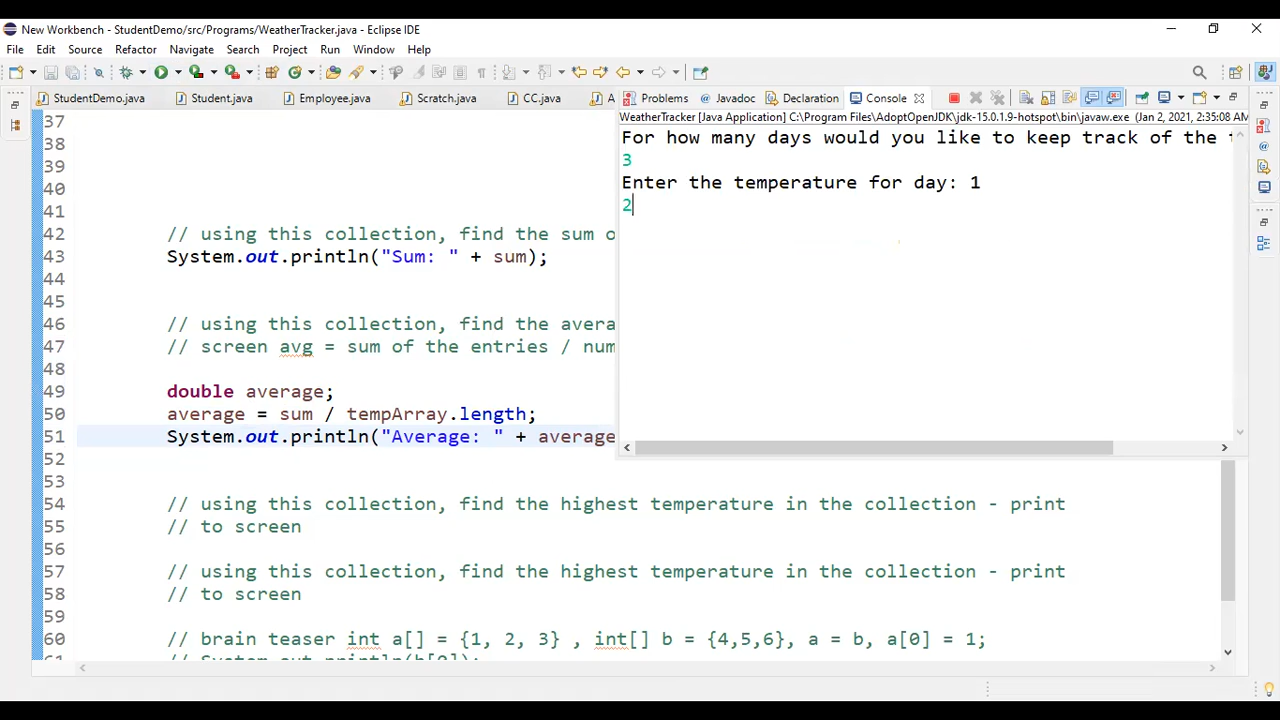 New Workbench - StudentDemo/src/Programs/WeatherTracker.java - Eclipse IDE
File Edit Source Refactor Navigate Search Project Run Window Help
StudentDemo.java Student.java Employee.java Scratch.java CC.java A Problems Javadoc Declaration Console
WeatherTracker [Java Application] C:\Program Files\AdoptOpenJDK\jdk-15.0.1.9-hotspot\bin\javaw.exe (Jan 2, 2021, 2:35:08 AM
For how many days would you like to keep track of the
3
Enter the temperature for day: 1
2
37
38
39
40
41
42 // using this collection, find the sum o
43 System.out.println("Sum: " + sum);
44
45
46 // using this collection, find the avera
47 // screen avg = sum of the entries / num
48
49 double average;
50 average = sum / tempArray.length;
51 System.out.println("Average: " + average
52
53
54 // using this collection, find the highest temperature in the collection - print
55 // to screen
56
57 // using this collection, find the highest temperature in the collection - print
58 // to screen
59
60 // brain teaser int a[] = {1, 2, 3} , int[] b = {4,5,6}, a = b, a[0] = 1;
61 // System.out.println(b[0]);